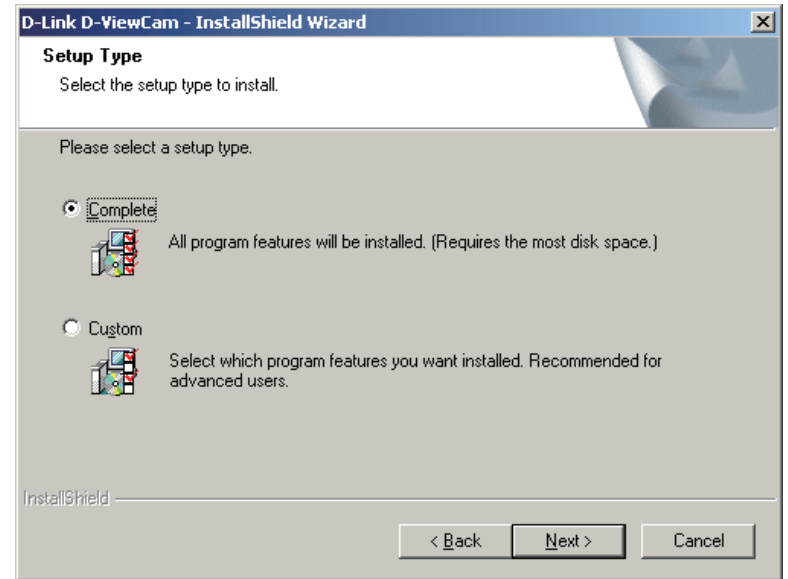 D-Link D-ViewCam - InstallShield Wizard
Setup Type
Select the setup type to install.
Please select a setup type.
Complete
All program features will be installed. (Requires the most disk space.)
Custom
Select which program features you want installed. Recommended for
advanced users.
InstallShield
< Back Next > Cancel